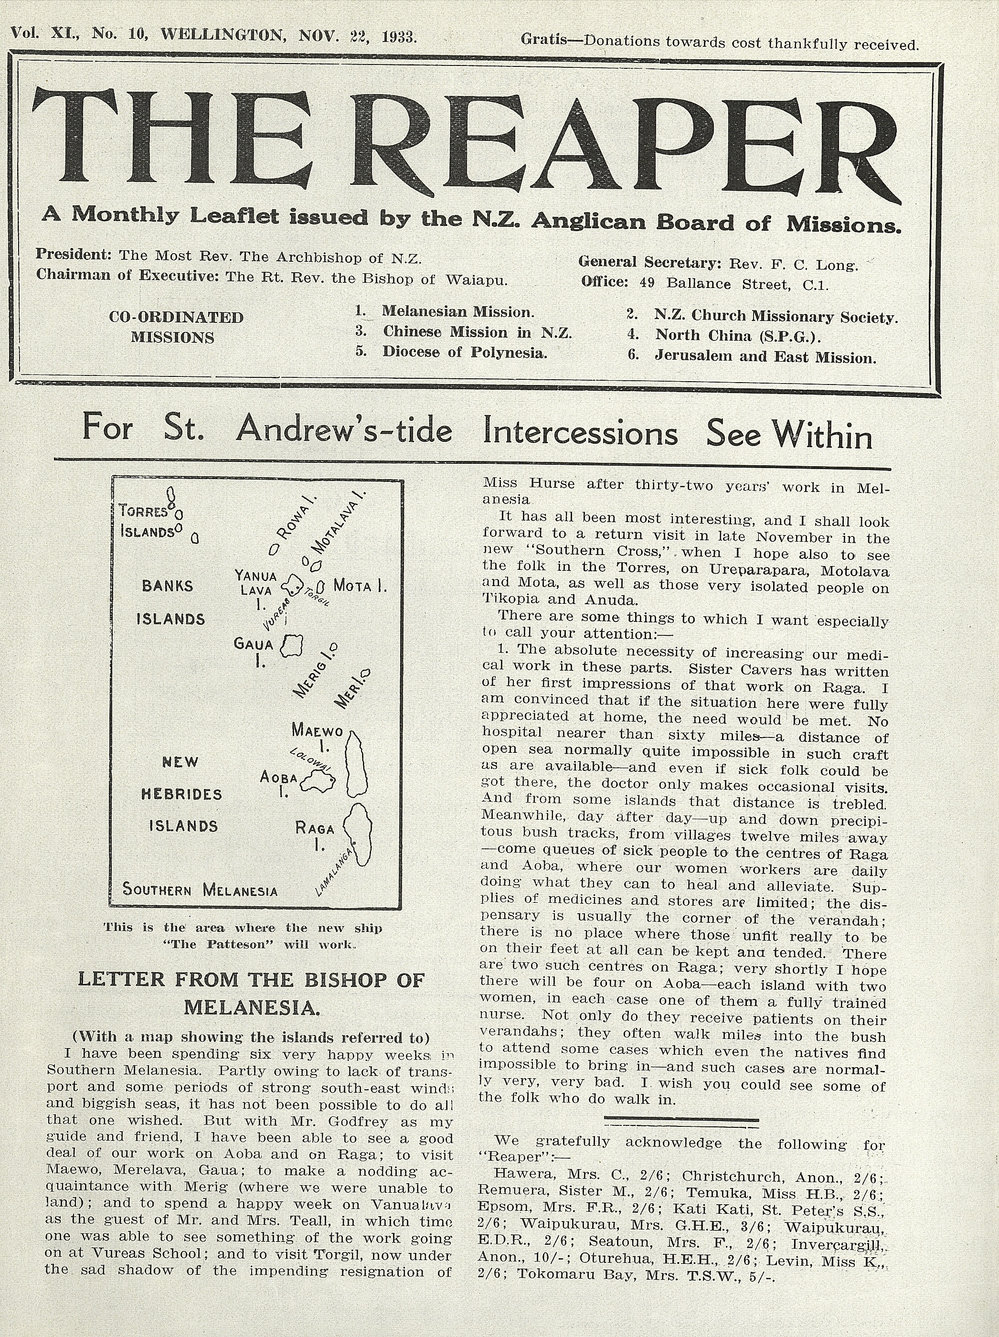 Vol. XI., No. 10, WELLINGTON, NOV. 22, 1933.
Gratis—Donations towards cost thankfully received.
THE REAPER
A Monthly Leaflet issued by the N.Z. Anglican Board of Missions.
President: The Most Rev. The Archbishop of N.Z.
Chairman of Executive: The Rt. Rev. the Bishop of Waiapu.
General Secretary: Rev. F. C. Long.
Office: 49 Ballance Street, C.1.
CO-ORDINATED
MISSIONS
1. Melanesian Mission.
2. N.Z. Church Missionary Society.
3. Chinese Mission in N.Z.
4. North China (S.P.G.).
5. Diocese of Polynesia.
6. Jerusalem and East Mission.
For St. Andrew's-tide Intercessions See Within
TORRES
ISLANDS
ROWA I.
MOTALAVA I.
BANKS
ISLANDS
YANUA
LAVA
I.
VUREAS
TORGIL
MOTA I.
GAUA
I.
MERIG I.
MER I.
MAEWO
I.
LOLOWAI
AOBA
I.
NEW
HEBRIDES
ISLANDS
RAGA
I.
LAMALANGA
SOUTHERN MELANESIA
This is the area where the new ship
"The Patteson" will work.
LETTER FROM THE BISHOP OF
MELANESIA.
(With a map showing the islands referred to)
I have been spending six very happy weeks in
Southern Melanesia. Partly owing to lack of trans-
port and some periods of strong south-east winds
and biggish seas, it has not been possible to do all
that one wished. But with Mr. Godfrey as my
guide and friend, I have been able to see a good
deal of our work on Aoba and on Raga; to visit
Maewo, Merelava, Gaua; to make a nodding ac-
quaintance with Merig (where we were unable to
land); and to spend a happy week on Vanualava
as the guest of Mr. and Mrs. Teall, in which time
one was able to see something of the work going
on at Vureas School; and to visit Torgil, now under
the sad shadow of the impending resignation of
Miss Hurse after thirty-two years' work in Mel-
anesia
It has all been most interesting, and I shall look
forward to a return visit in late November in the
new "Southern Cross," when I hope also to see
the folk in the Torres, on Ureparapara, Motolava
and Mota, as well as those very isolated people on
Tikopia and Anuda.
There are some things to which I want especially
to call your attention:—
1. The absolute necessity of increasing our medi-
cal work in these parts. Sister Cavers has written
of her first impressions of that work on Raga. I
am convinced that if the situation here were fully
appreciated at home, the need would be met. No
hospital nearer than sixty miles—a distance of
open sea normally quite impossible in such craft
as are available—and even if sick folk could be
got there, the doctor only makes occasional visits.
And from some islands that distance is trebled.
Meanwhile, day after day—up and down precipi-
tous bush tracks, from villages twelve miles away
—come queues of sick people to the centres of Raga
and Aoba, where our women workers are daily
doing what they can to heal and alleviate. Sup-
plies of medicines and stores are limited; the dis-
pensary is usually the corner of the verandah;
there is no place where those unfit really to be
on their feet at all can be kept and tended. There
are two such centres on Raga; very shortly I hope
there will be four on Aoba—each island with two
women, in each case one of them a fully trained
nurse. Not only do they receive patients on their
verandahs; they often walk miles into the bush
to attend some cases which even the natives find
impossible to bring in—and such cases are normal-
ly very, very bad. I wish you could see some of
the folk who do walk in.
We gratefully acknowledge the following for
"Reaper":—
Hawera, Mrs. C., 2/6; Christchurch, Anon., 2/6;
Remuera, Sister M., 2/6; Temuka, Miss H.B., 2/6;
Epsom, Mrs. F.R., 2/6; Kati Kati, St. Peter's S.S.,
2/6; Waipukurau, Mrs. G.H.E., 3/6; Waipukurau,
E.D.R., 2/6; Seatoun, Mrs. F., 2/6; Invercargill,
Anon., 10/-; Oturehua, H.E.H., 2/6; Levin, Miss K.,
2/6; Tokomaru Bay, Mrs. T.S.W., 5/-.